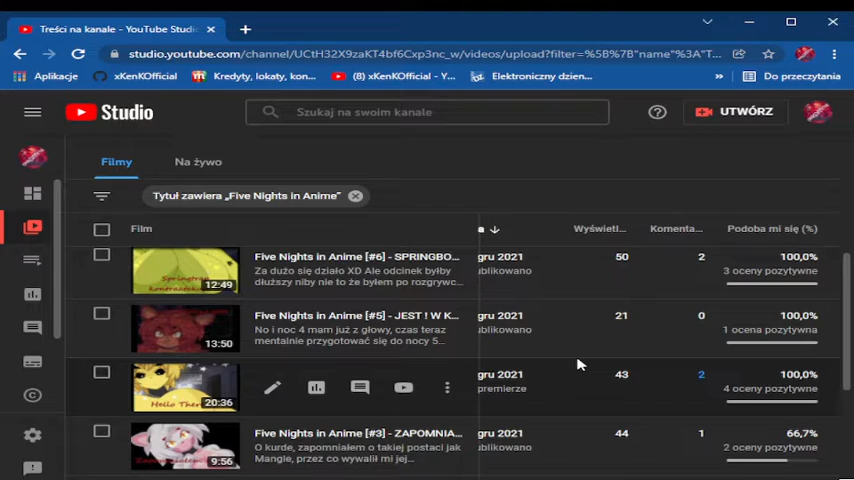 Treści na kanale - YouTube Studio
studio.youtube.com/channel/UCtH32X9zaKT4bf6Cxp3nc_w/videos/upload?filter=%5B%7B"name"%3A"T...
Aplikacje
xKenKOfficial
Kredyty, lokaty, kon...
(8) xKenKOfficial - Y...
Elektroniczny dzien...
»
Do przeczytania
Studio
Szukaj na swoim kanale
UTWÓRZ
Filmy
Na żywo
Tytuł zawiera „Five Nights in Anime”
Film
a
Wyświetl...
Komenta...
Podoba mi się (%)
Five Nights in Anime [#6] - SPRINGBO...
gru 2021
50
2
100,0%
Za dużo się działo XD Ale odcinek byłby
ublikowano
3 oceny pozytywne
dłuższy niby nie to że byłem po rozgrywc...
Springtrap
12:49
Five Nights in Anime [#5] - JEST ! W K...
gru 2021
21
0
100,0%
No i noc 4 mam już z głowy, czas teraz
ublikowano
1 ocena pozytywna
mentalnie przygotować się do nocy 5...
13:50
gru 2021
43
2
100,0%
premierze
4 oceny pozytywne
Hello There
20:36
Five Nights in Anime [#3] - ZAPOMNIA...
gru 2021
44
1
66,7%
O kurde, zapomniałem o takiej postaci jak
ublikowano
2 oceny pozytywne
Mangle, przez co wywalił mi jej...
9:56